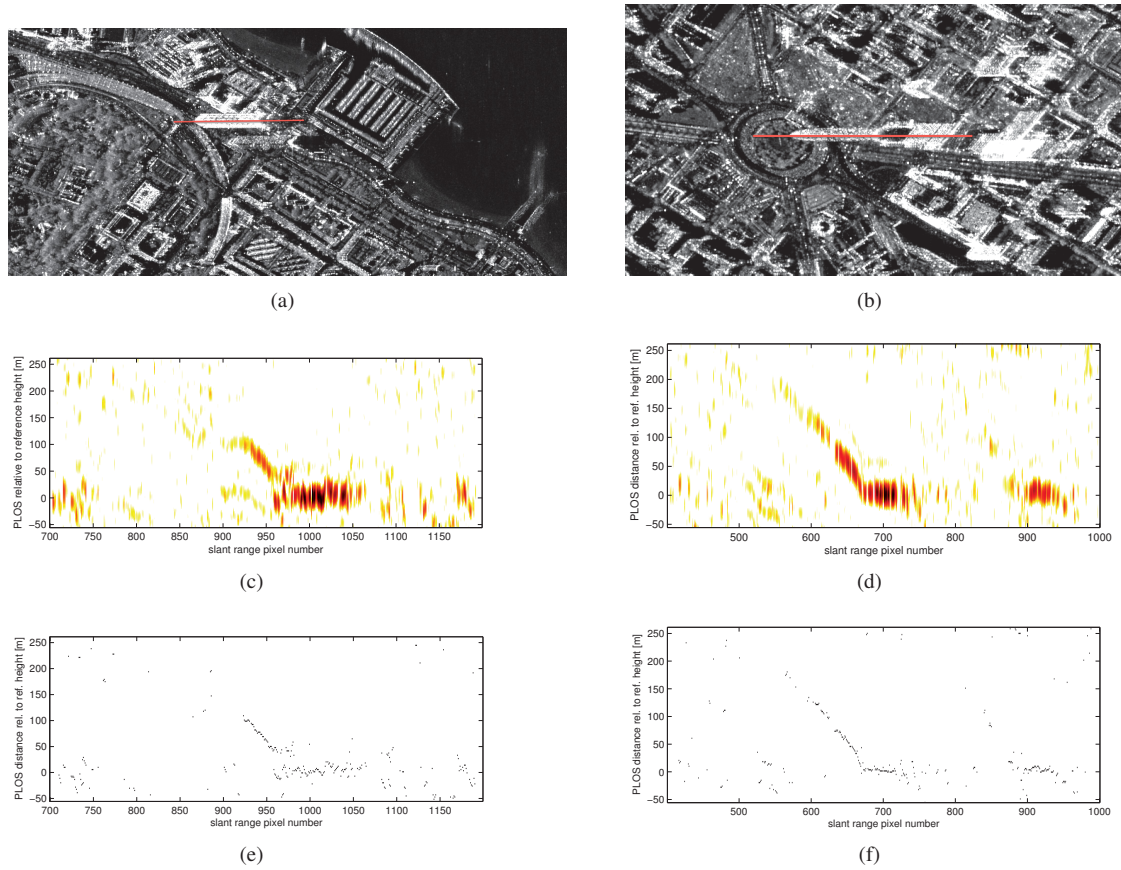 (a)
(b)
PLOS relative to reference height [m]
250
200
150
100
50
0
−50
700 750 800 850 900 950 1000 1050 1100 1150
slant range pixel number
(c)
PLOS distance rel. to ref. height [m]
250
200
150
100
50
0
−50
500 600 700 800 900 1000
slant range pixel number
(d)
PLOS distance rel. to ref. height [m]
250
200
150
100
50
0
−50
700 750 800 850 900 950 1000 1050 1100 1150
slant range pixel number
(e)
PLOS distance rel. to ref. height [m]
250
200
150
100
50
0
−50
500 600 700 800 900 1000
slant range pixel number
(f)